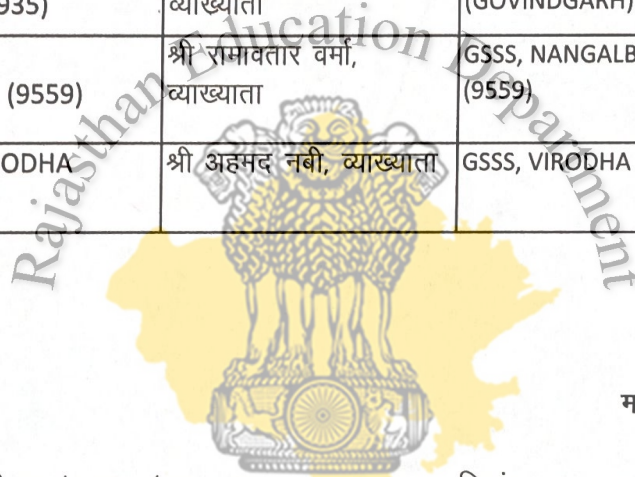 935)
व्याख्याता
(GOVINDGARH)
श्री रामावतार वर्मा,
GSSS, NANGALB
(9559)
व्याख्याता
(9559)
ODHA
श्री अहमद नबी, व्याख्याता
GSSS, VIRODHA
Rajasthan Education Department